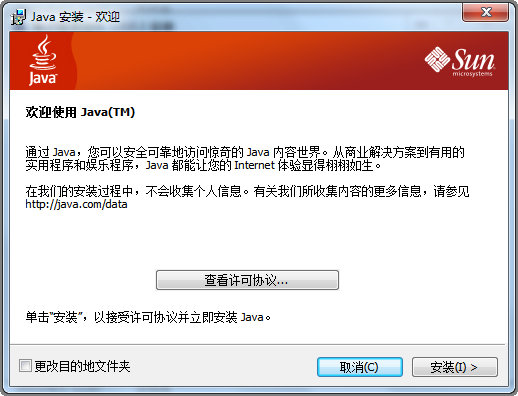 Java 安装 - 欢迎
Java
Sun
microsystems
欢迎使用 Java(TM)
通过 Java，您可以安全可靠地访问惊奇的 Java 内容世界。从商业解决方案到有用的
实用程序和娱乐程序，Java 都能让您的 Internet 体验显得栩栩如生。
在我们的安装过程中，不会收集个人信息。有关我们所收集内容的更多信息，请参见
http://java.com/data
查看许可协议...
单击“安装”，以接受许可协议并立即安装 Java。
更改目的地文件夹
取消(C)
安装(I) >